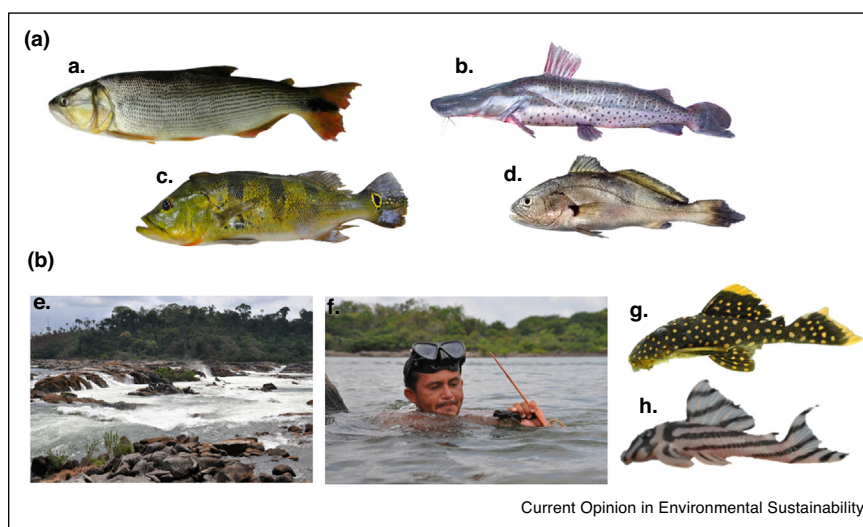 (a)
a.
b.
c.
d.
(b)
e.
f.
g.
h.
Current Opinion in Environmental Sustainability